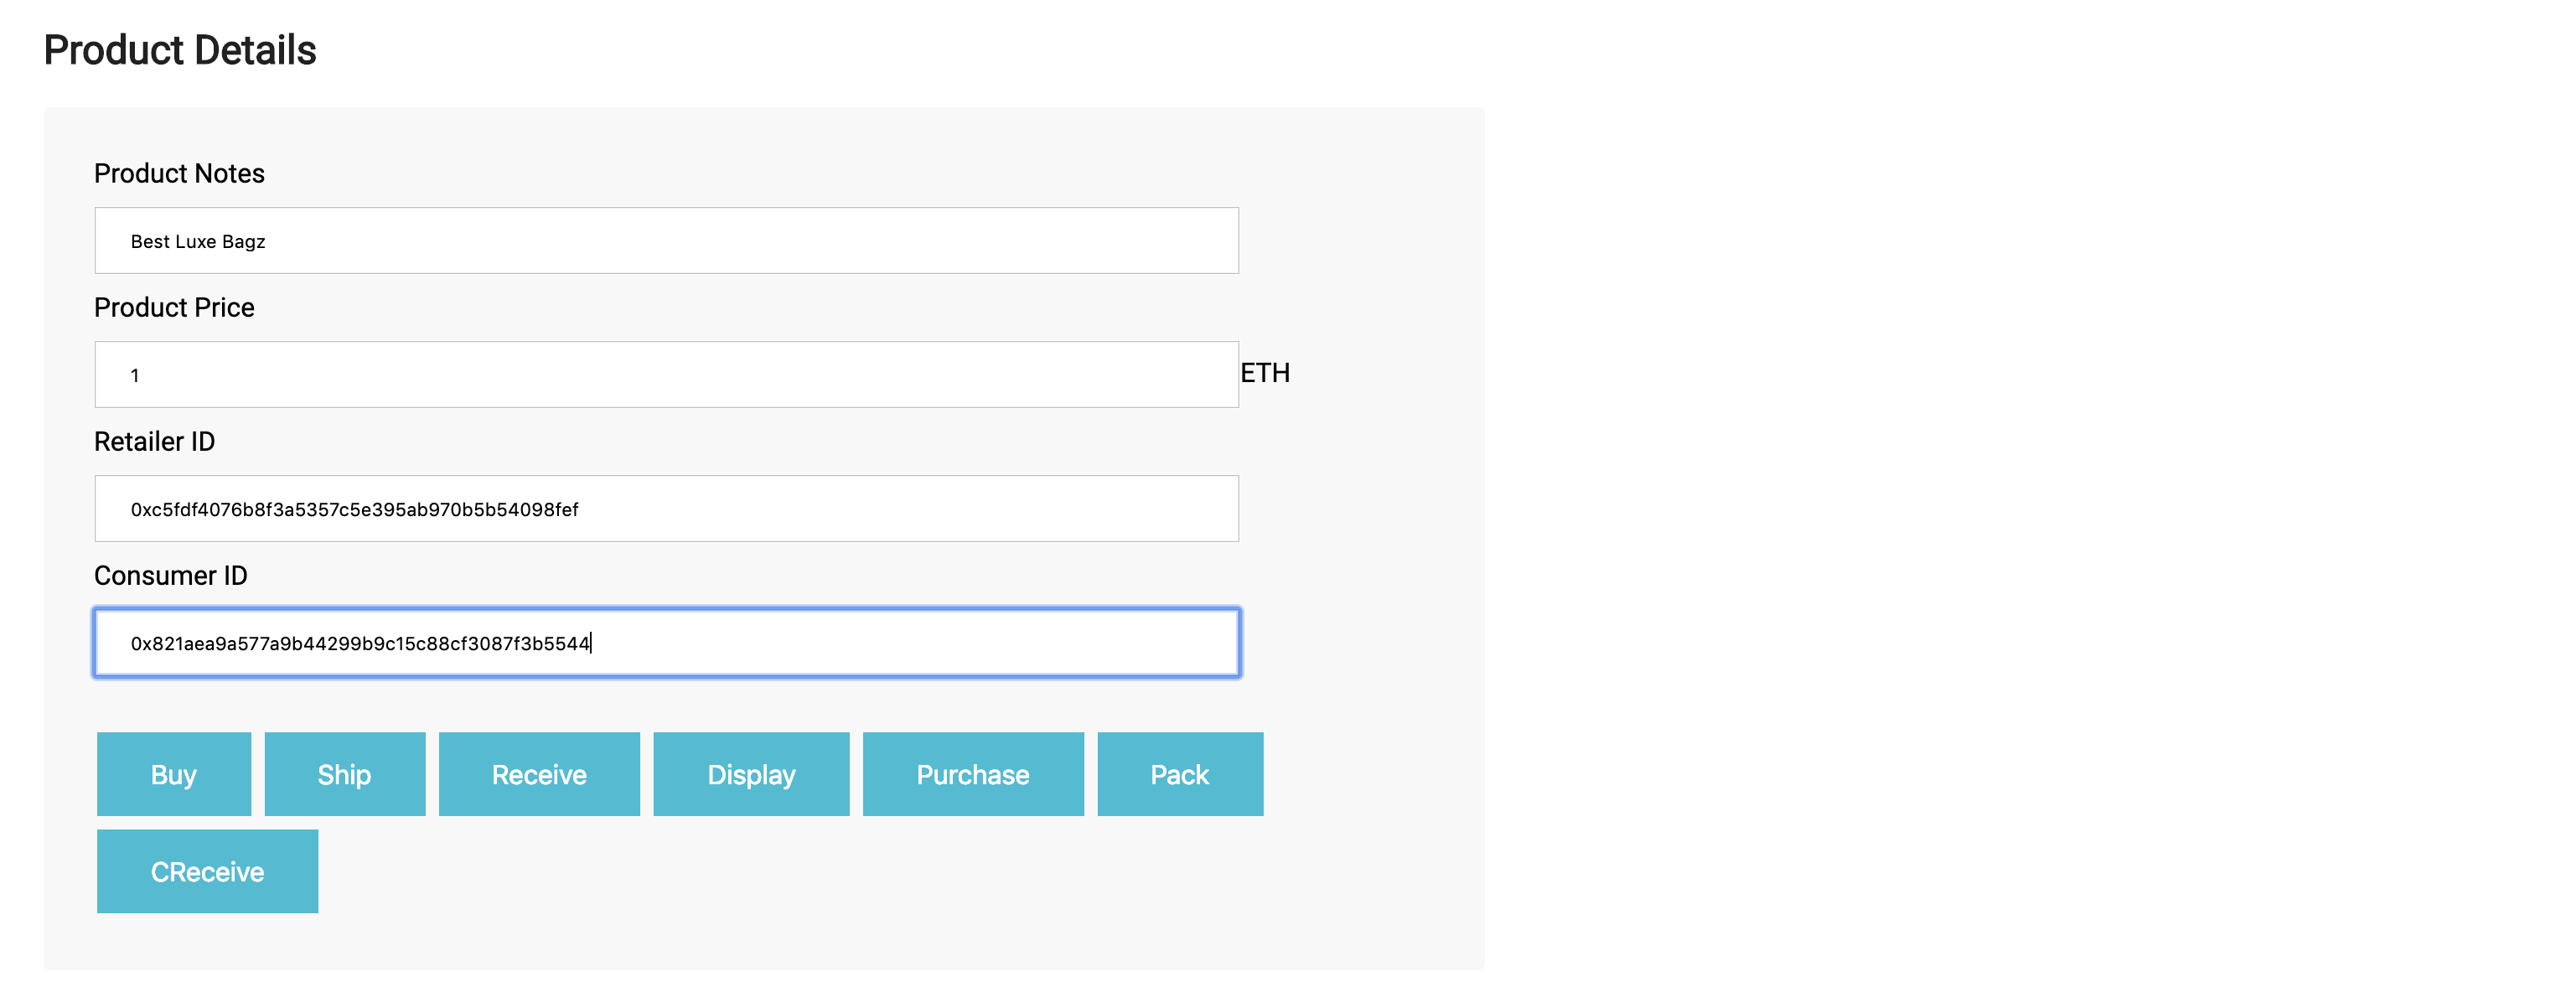 Product Details
Product Notes
Best Luxe Bagz
Product Price
1
ETH
Retailer ID
0xc5fdf4076b8f3a5357c5e395ab970b5b54098fef
Consumer ID
0x821aea9a577a9b44299b9c15c88cf3087f3b5544
Buy Ship Receive Display Purchase Pack
CReceive